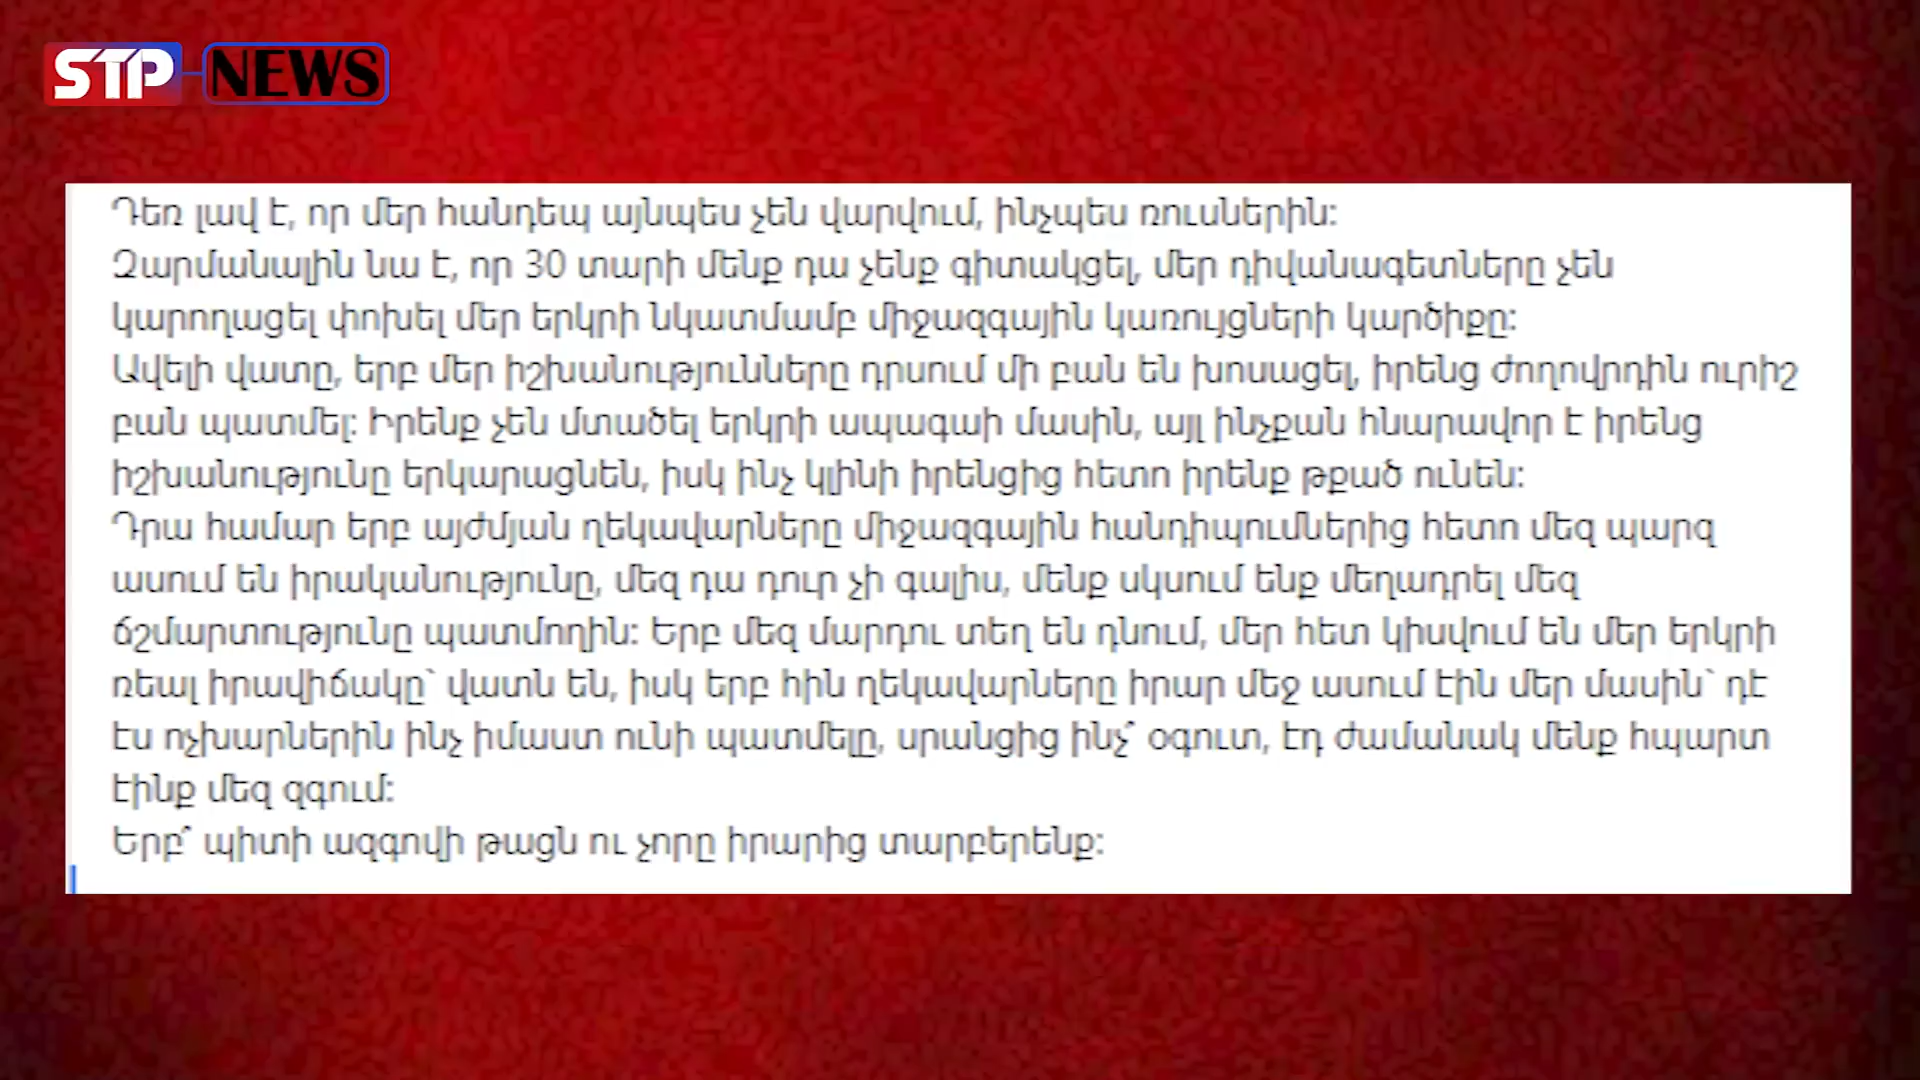 STP NEWS
Դեռ լավ է, որ մեր հանդեպ այնպես չեն վարվում, ինչպես ռուսներին:
Զարմանալին նա է, որ 30 տարի մենք դա չենք գիտակցել, մեր դիվանագետները չեն
կարողացել փոխել մեր երկրի նկատմամբ միջազգային կառույցների կարծիքը:
Ավելի վատը, երբ մեր իշխանությունները դրսում մի բան են խոսացել, իրենց ժողովրդին ուրիշ
բան պատմել: Իրենք չեն մտածել երկրի ապագաի մասին, այլ ինչքան հնարավոր է իրենց
իշխանությունը երկարացնեն, իսկ ինչ կլինի իրենցից հետո իրենք թքած ունեն:
Դրա համար երբ այժմյան ղեկավարները միջազգային հանդիպումներից հետո մեզ պարզ
ասում են իրականությունը, մեզ դա դուր չի գալիս, մենք սկսում ենք մեղադրել մեզ
ճշմարտությունը պատմողին: Երբ մեզ մարդու տեղ են դնում, մեր հետ կիսվում են մեր երկրի
ռեալ իրավիճակը՝ վատն են, իսկ երբ հին ղեկավարները իրար մեջ ասում էին մեր մասին՝ դէ
էս ոչխարներին ինչ իմաստ ունի պատմելը, սրանցից ինչ՞ օգուտ, էդ ժամանակ մենք հպարտ
էինք մեզ զգում:
Երբ՞ պիտի ազգովի թացն ու չորը իրարից տարբերենք: